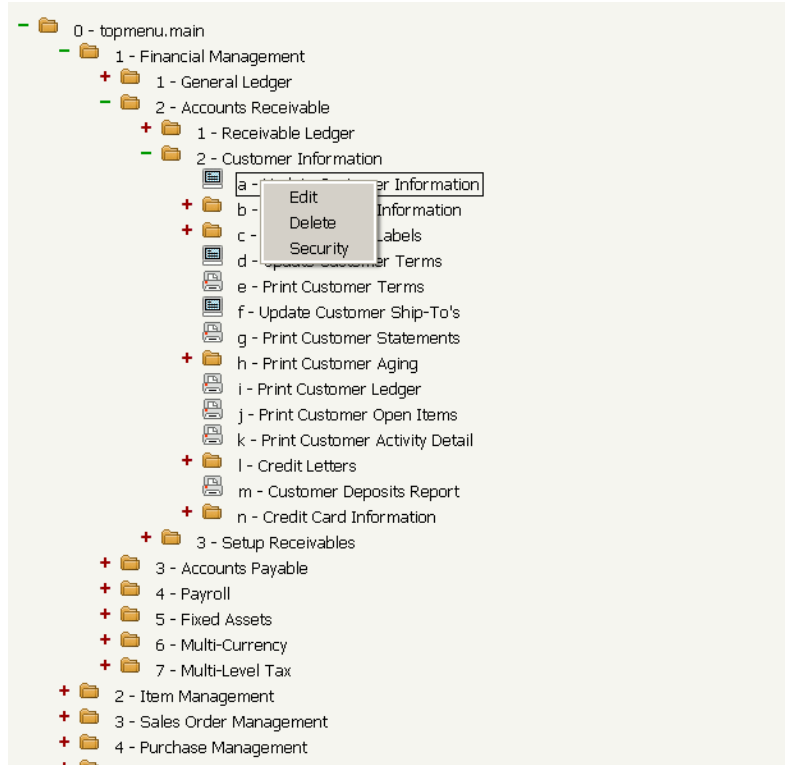 0 - topmenu.main
1 - Financial Management
1 - General Ledger
2 - Accounts Receivable
1 - Receivable Ledger
2 - Customer Information
a - Customer Information
Edit
b - Information
Delete
c - Labels
Security
d - Update Customer Terms
e - Print Customer Terms
f - Update Customer Ship-To's
g - Print Customer Statements
h - Print Customer Aging
i - Print Customer Ledger
j - Print Customer Open Items
k - Print Customer Activity Detail
l - Credit Letters
m - Customer Deposits Report
n - Credit Card Information
3 - Setup Receivables
3 - Accounts Payable
4 - Payroll
5 - Fixed Assets
6 - Multi-Currency
7 - Multi-Level Tax
2 - Item Management
3 - Sales Order Management
4 - Purchase Management